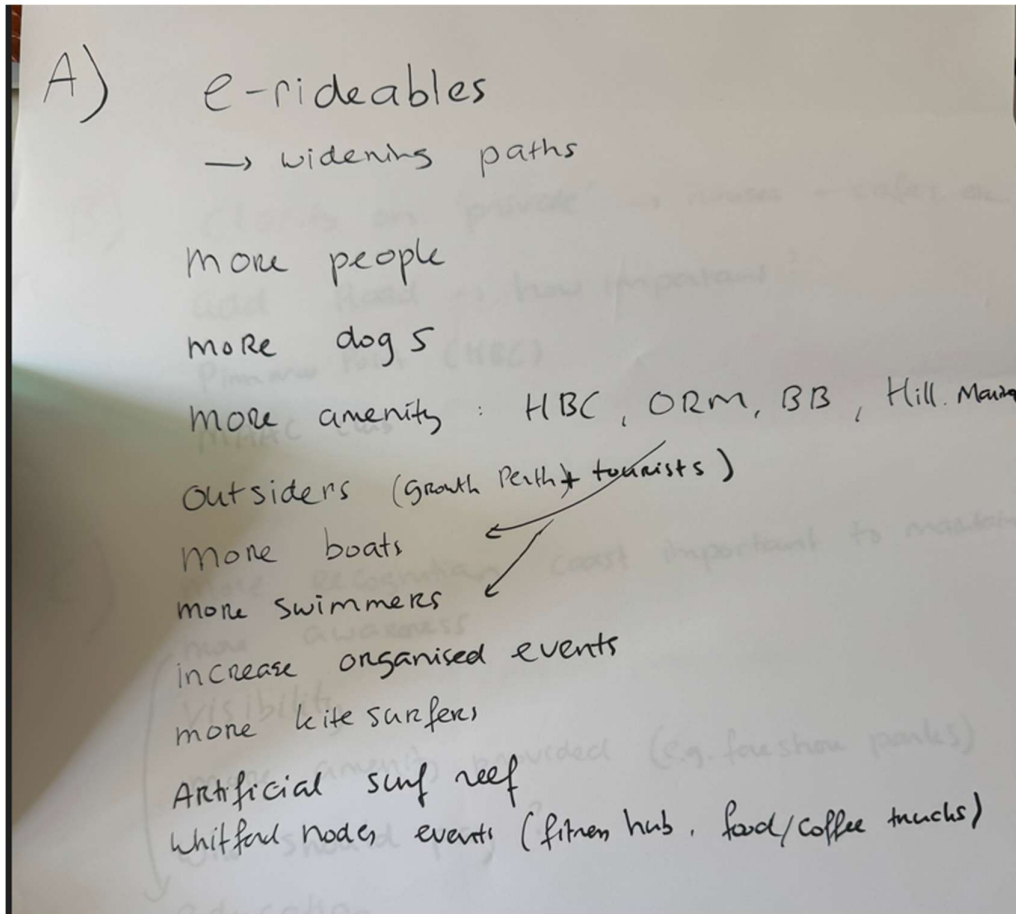 A) e-rideables
→ widening paths
more people
more dogs
more amenity : HBC, ORM, BB, Hill.
outsiders (Growth Perth + tourists)
more boats
more swimmers
increase organised events
more kite surfers
Artificial surf reef
Whitford nodes events (fitness hub, food/coffee trucks)